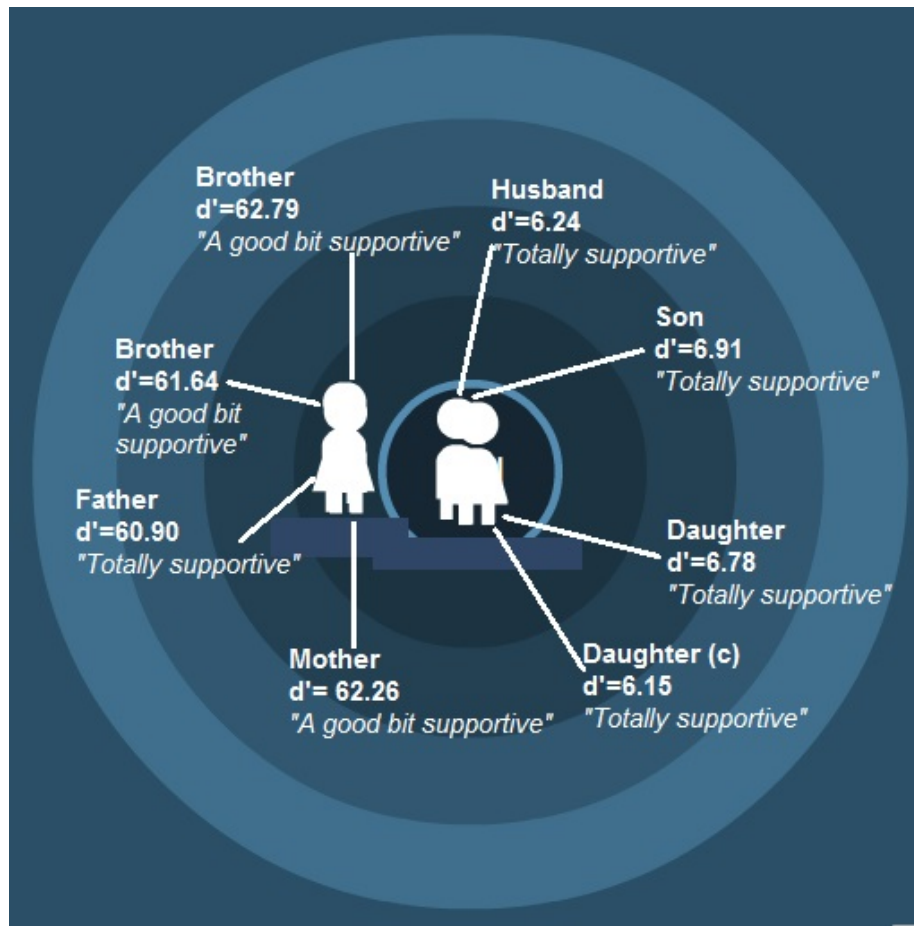 Brother
d'=62.79
"A good bit supportive"
Husband
d'=6.24
"Totally supportive"
Son
d'=6.91
"Totally supportive"
Brother
d'=61.64
"A good bit
supportive"
Father
d'=60.90
"Totally supportive"
Daughter
d'=6.78
"Totally supportive"
Mother
d'= 62.26
"A good bit supportive"
Daughter (c)
d'=6.15
"Totally supportive"